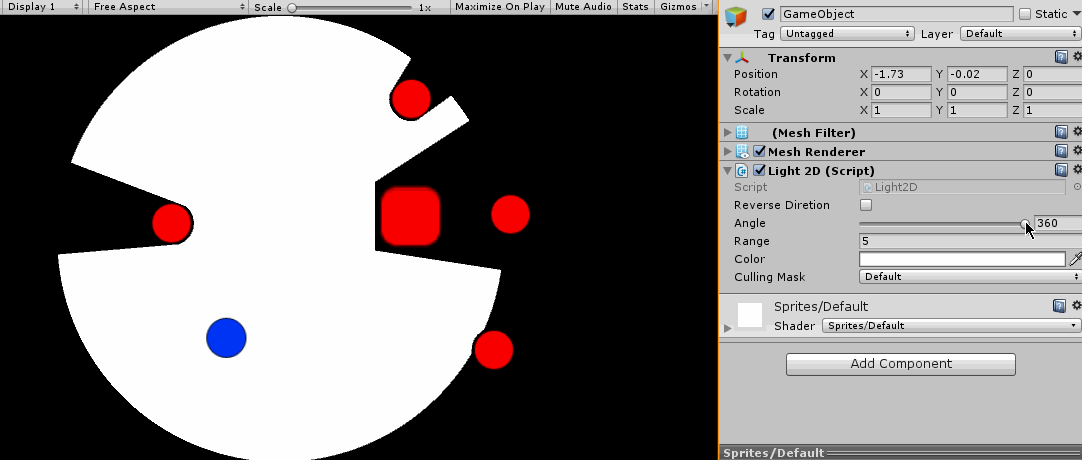 Display 1 Free Aspect Scale 1x Maximize On Play Mute Audio Stats Gizmos
GameObject Static
Tag Untagged Layer Default
Transform
Position X -1.73 Y -0.02 Z 0
Rotation X 0 Y 0 Z 0
Scale X 1 Y 1 Z 1
(Mesh Filter)
Mesh Renderer
Light 2D (Script)
Script Light2D
Reverse Diretion
Angle 360
Range 5
Color
Culling Mask Default
Sprites/Default
Shader Sprites/Default
Add Component
Sprites/Default